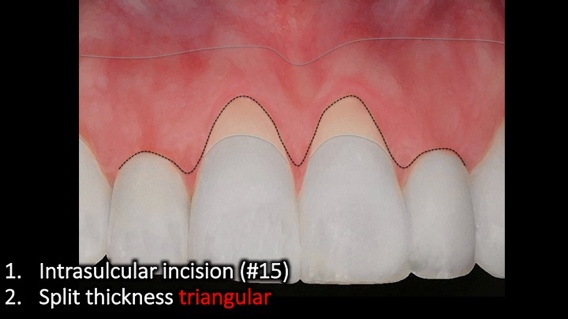 1. Intrasulcular incision (#15)
2. Split thickness triangular